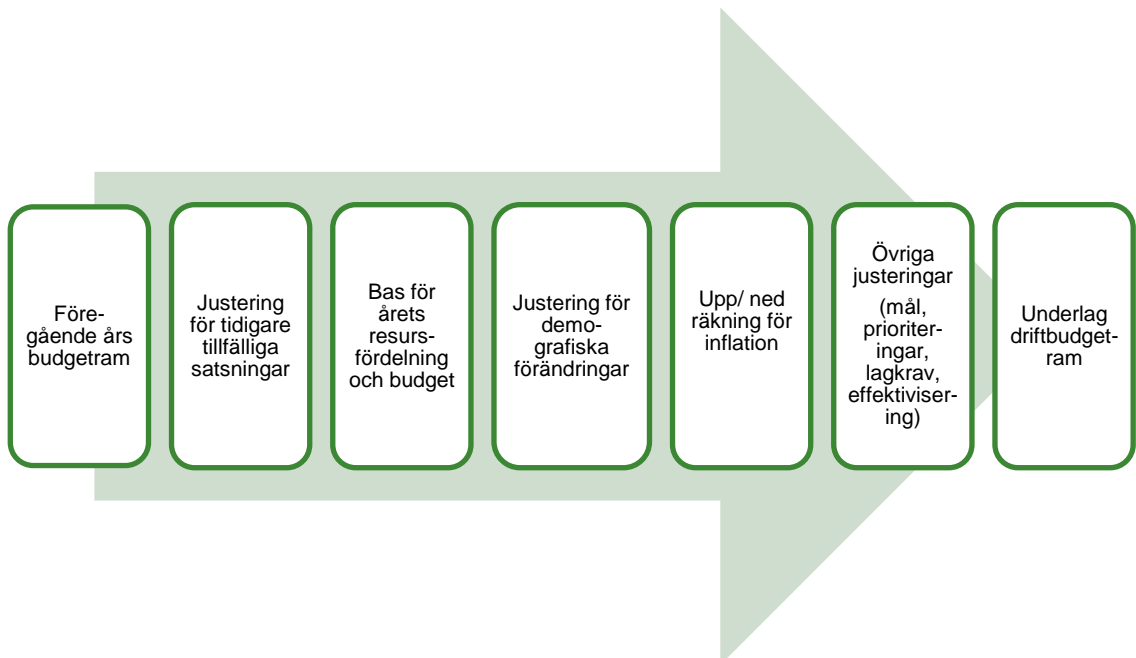 Före-
gående års
budgetram
Justering
för tidigare
tillfälliga
satsningar
Bas för
årets
resurs-
fördelning
och budget
Justering för
demo-
grafiska
förändringar
Upp/ ned
räkning för
inflation
Övriga
justeringar
(mål,
prioriter-
ingar,
lagkrav,
effektiviser-
ing)
Underlag
driftbudget-
ram